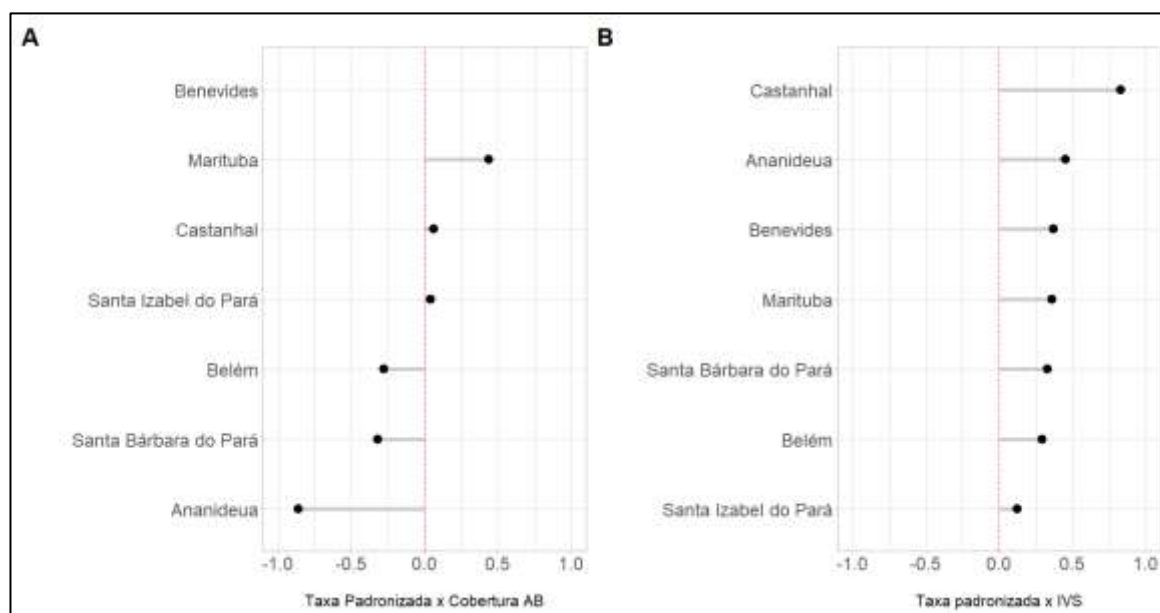 A
Benevides
Marituba
Castanhal
Santa Izabel do Pará
Belém
Santa Bárbara do Pará
Ananideua
-1.0 -0.5 0.0 0.5 1.0
Taxa Padronizada x Cobertura AB
B
Castanhal
Ananideua
Benevides
Marituba
Santa Bárbara do Pará
Belém
Santa Izabel do Pará
-1.0 -0.5 0.0 0.5 1.0
Taxa padronizada x IVS